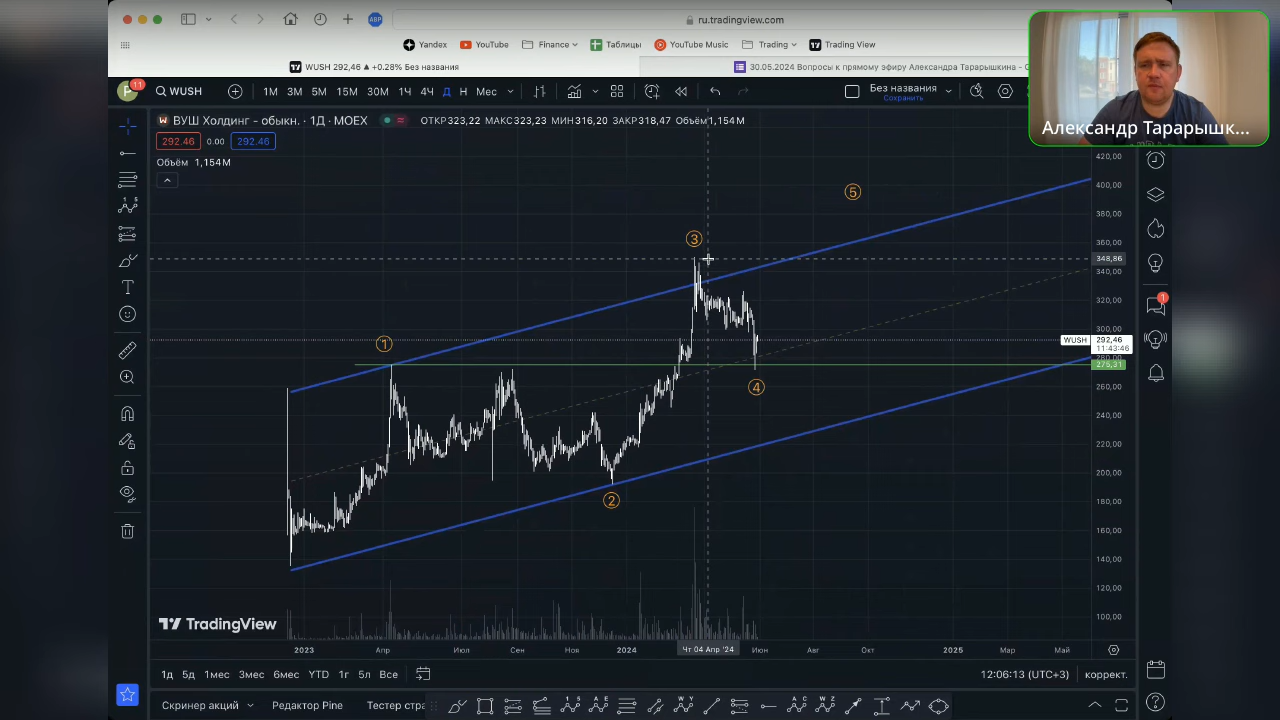 ru.tradingview.com
ABP
Yandex YouTube Finance Таблицы YouTube Music Trading Trading View
WUSH 292,46 ▲ +0.28% Без названия
30.05.2024 Вопросы к прямому эфиру Александра Тарарышкина - G
Александр Тарарышк...
11
WUSH 1М 3М 5М 15М 30М 1Ч 4Ч Д Н Мес
Без названия
Сохранить
ВУШ Холдинг - обыкн. · 1Д · MOEX ОТКР323,22 МАКС323,23 МИН316,20 ЗАКР318,47 Объём1,154M
292.46 0.00 292.46
Объём 1,154M
420,00
400,00
380,00
360,00
348,86
340,00
320,00
300,00
WUSH 292,46
11:43:46
280,00
275,31
260,00
240,00
220,00
200,00
180,00
160,00
140,00
120,00
100,00
1
2
3
4
5
1
TradingView
2023 Апр Июл Сен Ноя 2024 Чт 04 Апр '24 Июн Авг Окт 2025 Мар Май
1д 5д 1мес 3мес 6мес YTD 1г 5л Все
12:06:13 (UTC+3) коррект.
Скринер акций Редактор Pine Тестер стра